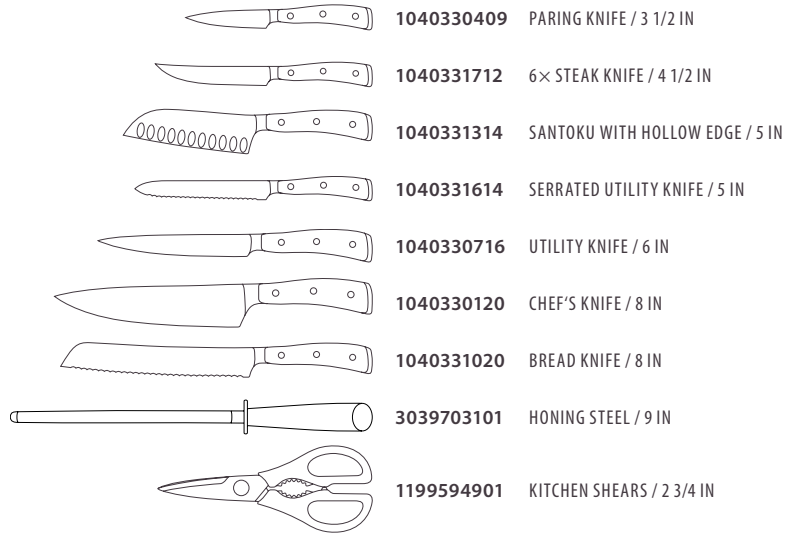 1040330409 PARING KNIFE / 3 1/2 IN
1040331712 6× STEAK KNIFE / 4 1/2 IN
1040331314 SANTOKU WITH HOLLOW EDGE / 5 IN
1040331614 SERRATED UTILITY KNIFE / 5 IN
1040330716 UTILITY KNIFE / 6 IN
1040330120 CHEF‘S KNIFE / 8 IN
1040331020 BREAD KNIFE / 8 IN
3039703101 HONING STEEL / 9 IN
1199594901 KITCHEN SHEARS / 2 3/4 IN